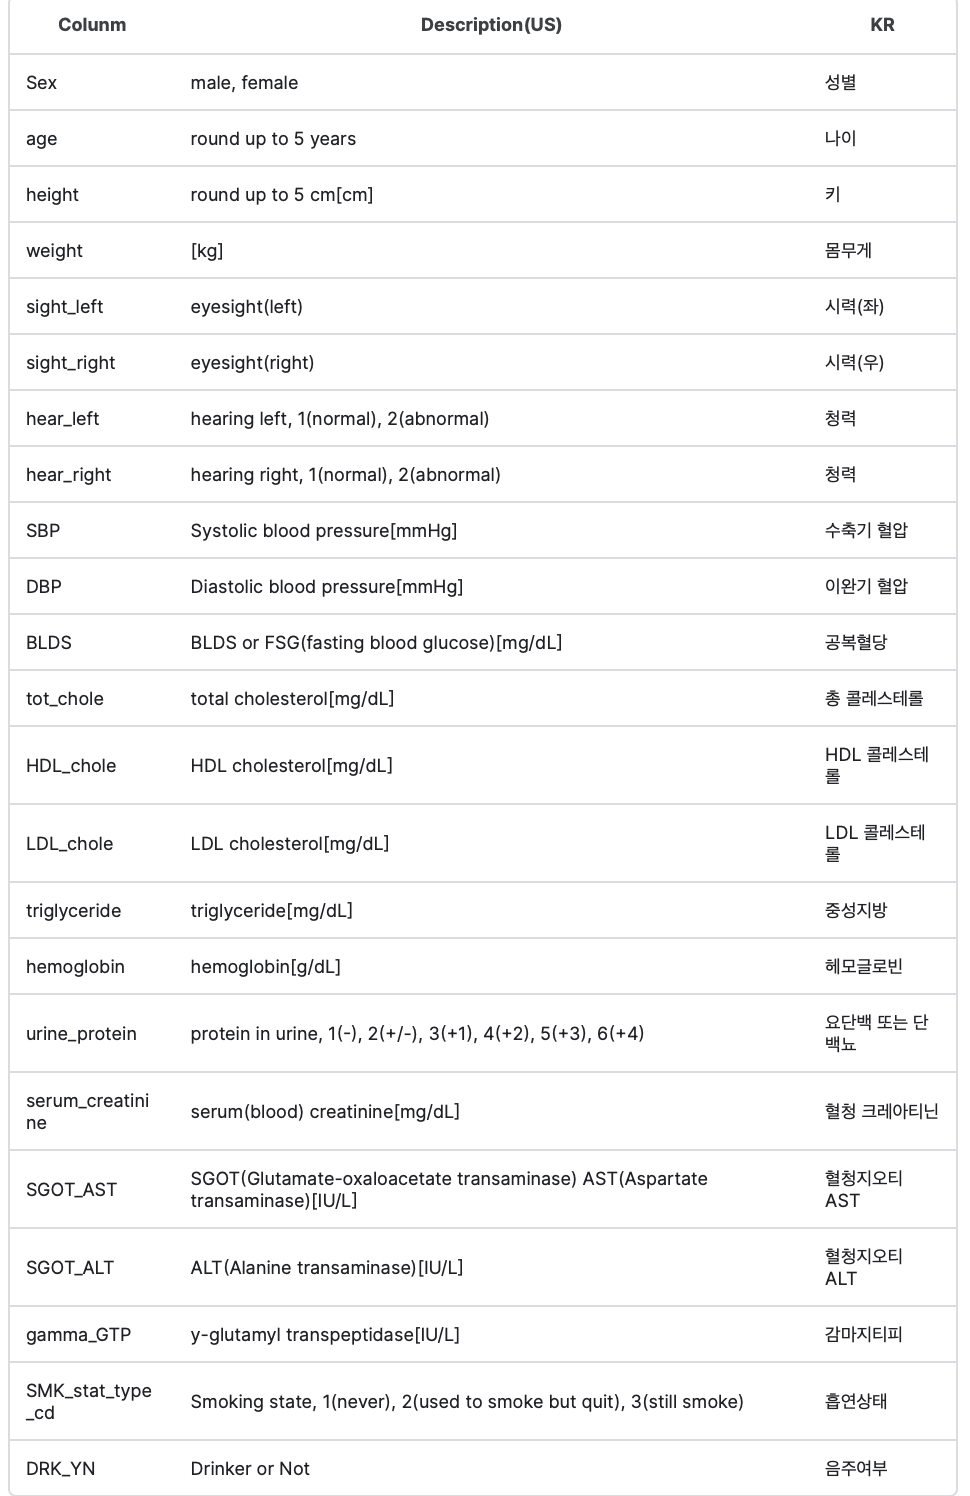 Colunm Description(US) KR
Sex male, female 성별
age round up to 5 years 나이
height round up to 5 cm[cm] 키
weight [kg] 몸무게
sight_left eyesight(left) 시력(좌)
sight_right eyesight(right) 시력(우)
hear_left hearing left, 1(normal), 2(abnormal) 청력
hear_right hearing right, 1(normal), 2(abnormal) 청력
SBP Systolic blood pressure[mmHg] 수축기 혈압
DBP Diastolic blood pressure[mmHg] 이완기 혈압
BLDS BLDS or FSG(fasting blood glucose)[mg/dL] 공복혈당
tot_chole total cholesterol[mg/dL] 총 콜레스테롤
HDL_chole HDL cholesterol[mg/dL] HDL 콜레스테
롤
LDL_chole LDL cholesterol[mg/dL] LDL 콜레스테
롤
triglyceride triglyceride[mg/dL] 중성지방
hemoglobin hemoglobin[g/dL] 헤모글로빈
urine_protein protein in urine, 1(-), 2(+/-), 3(+1), 4(+2), 5(+3), 6(+4) 요단백 또는 단
백뇨
serum_creatini
ne serum(blood) creatinine[mg/dL] 혈청 크레아티닌
SGOT_AST SGOT(Glutamate-oxaloacetate transaminase) AST(Aspartate
transaminase)[IU/L] 혈청지오티
AST
SGOT_ALT ALT(Alanine transaminase)[IU/L] 혈청지오티
ALT
gamma_GTP y-glutamyl transpeptidase[IU/L] 감마지티피
SMK_stat_type
_cd Smoking state, 1(never), 2(used to smoke but quit), 3(still smoke) 흡연상태
DRK_YN Drinker or Not 음주여부